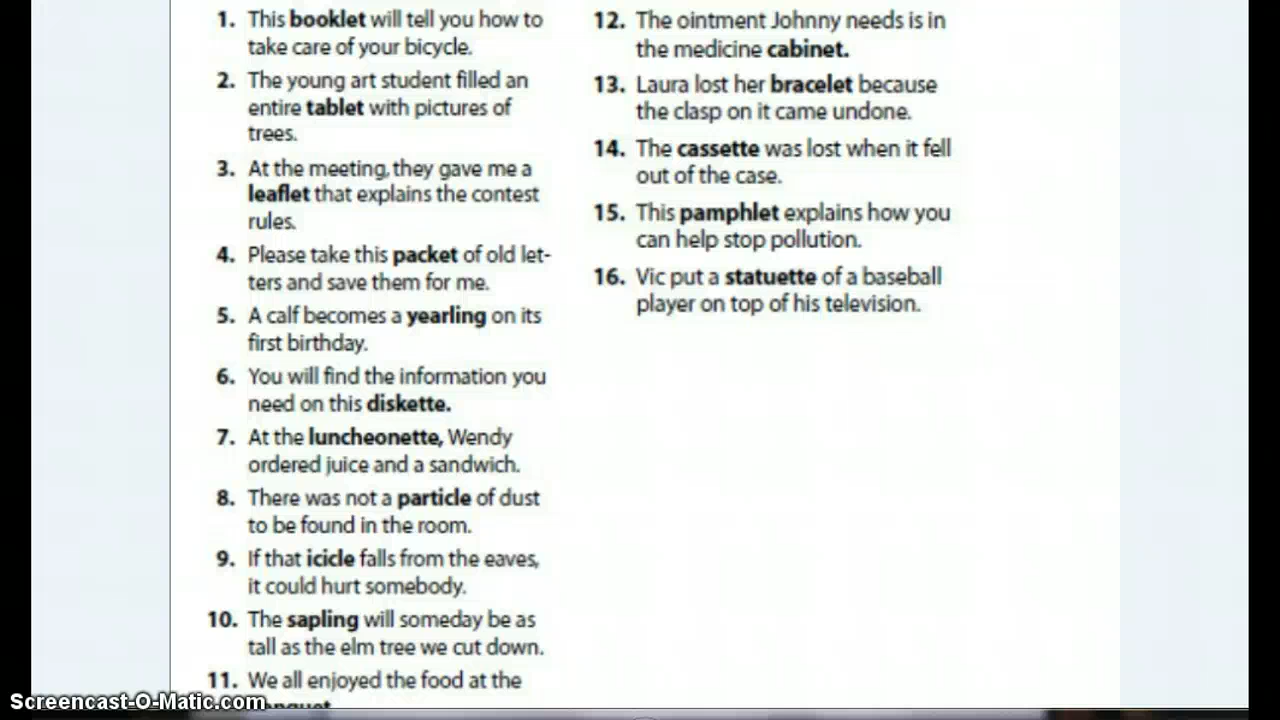 1. This booklet will tell you how to
take care of your bicycle.
2. The young art student filled an
entire tablet with pictures of
trees.
3. At the meeting, they gave me a
leaflet that explains the contest
rules.
4. Please take this packet of old let-
ters and save them for me.
5. A calf becomes a yearling on its
first birthday.
6. You will find the information you
need on this diskette.
7. At the luncheonette, Wendy
ordered juice and a sandwich.
8. There was not a particle of dust
to be found in the room.
9. If that icicle falls from the eaves,
it could hurt somebody.
10. The sapling will someday be as
tall as the elm tree we cut down.
11. We all enjoyed the food at the
12. The ointment Johnny needs is in
the medicine cabinet.
13. Laura lost her bracelet because
the clasp on it came undone.
14. The cassette was lost when it fell
out of the case.
15. This pamphlet explains how you
can help stop pollution.
16. Vic put a statuette of a baseball
player on top of his television.
Screencast-O-Matic.com